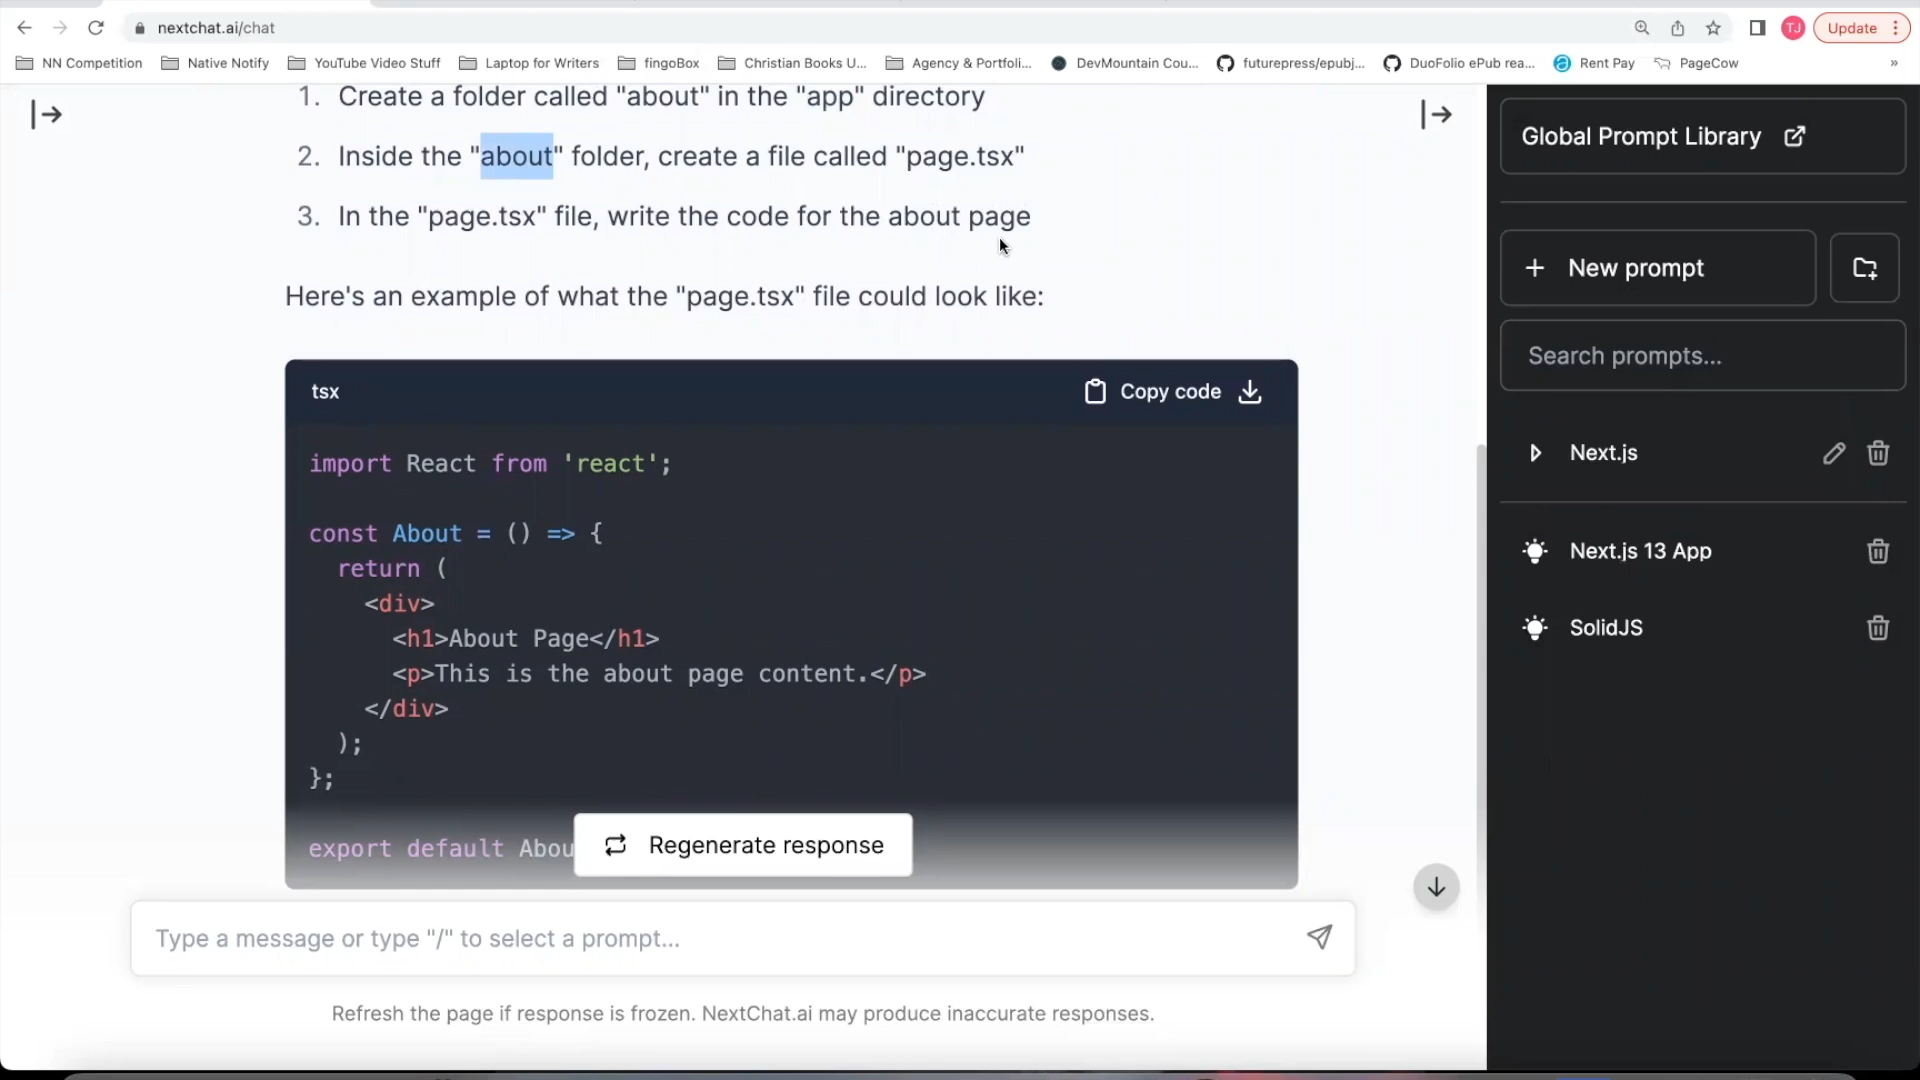 nextchat.ai/chat
TJ
Update
NN Competition
Native Notify
YouTube Video Stuff
Laptop for Writers
fingoBox
Christian Books U...
Agency & Portfoli...
DevMountain Cou...
futurepress/epubj...
DuoFolio ePub rea...
Rent Pay
PageCow
»
1. Create a folder called "about" in the "app" directory
2. Inside the "about" folder, create a file called "page.tsx"
3. In the "page.tsx" file, write the code for the about page
Here's an example of what the "page.tsx" file could look like:
tsx
Copy code
import React from 'react';
const About = () => {
return (
<div>
<h1>About Page</h1>
<p>This is the about page content.</p>
</div>
);
};
export default Abou
Regenerate response
Type a message or type "/" to select a prompt...
Refresh the page if response is frozen. NextChat.ai may produce inaccurate responses.
Global Prompt Library
+ New prompt
Search prompts...
Next.js
Next.js 13 App
SolidJS